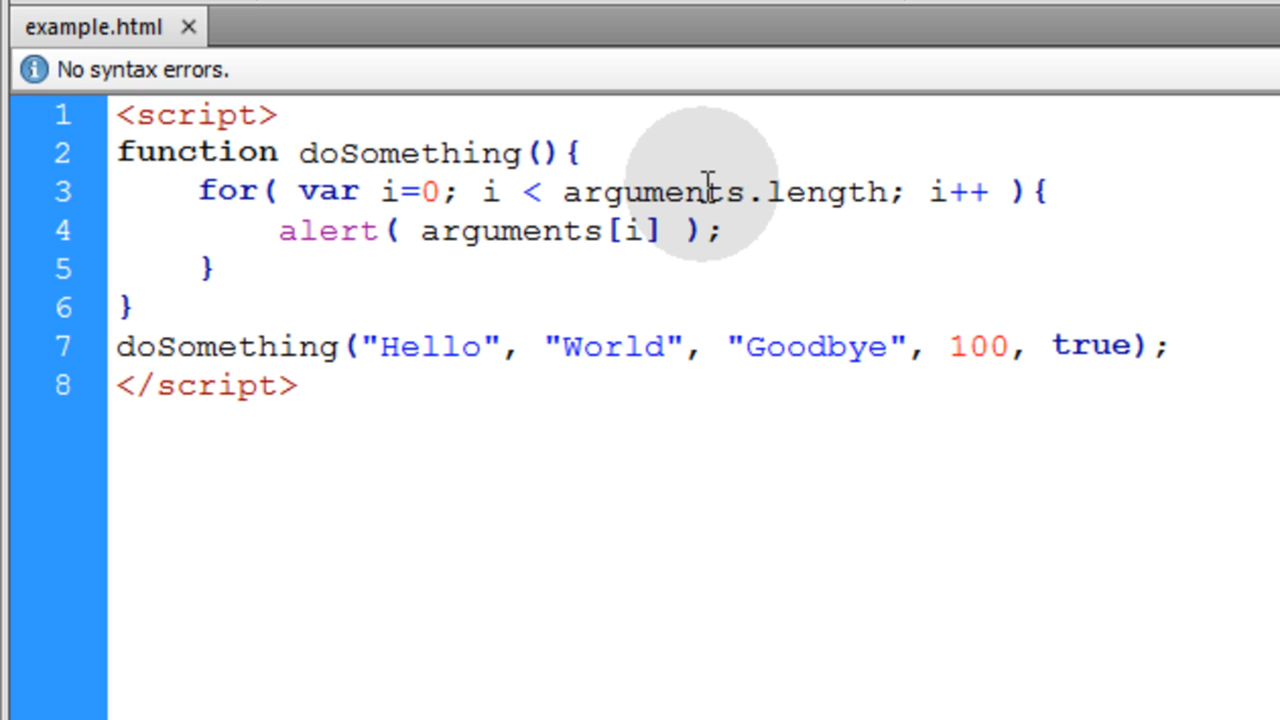 example.html
No syntax errors.
1 <script>
2 function doSomething(){
3 for( var i=0; i < arguments.length; i++ ){
4 alert( arguments[i] );
5 }
6 }
7 doSomething("Hello", "World", "Goodbye", 100, true);
8 </script>